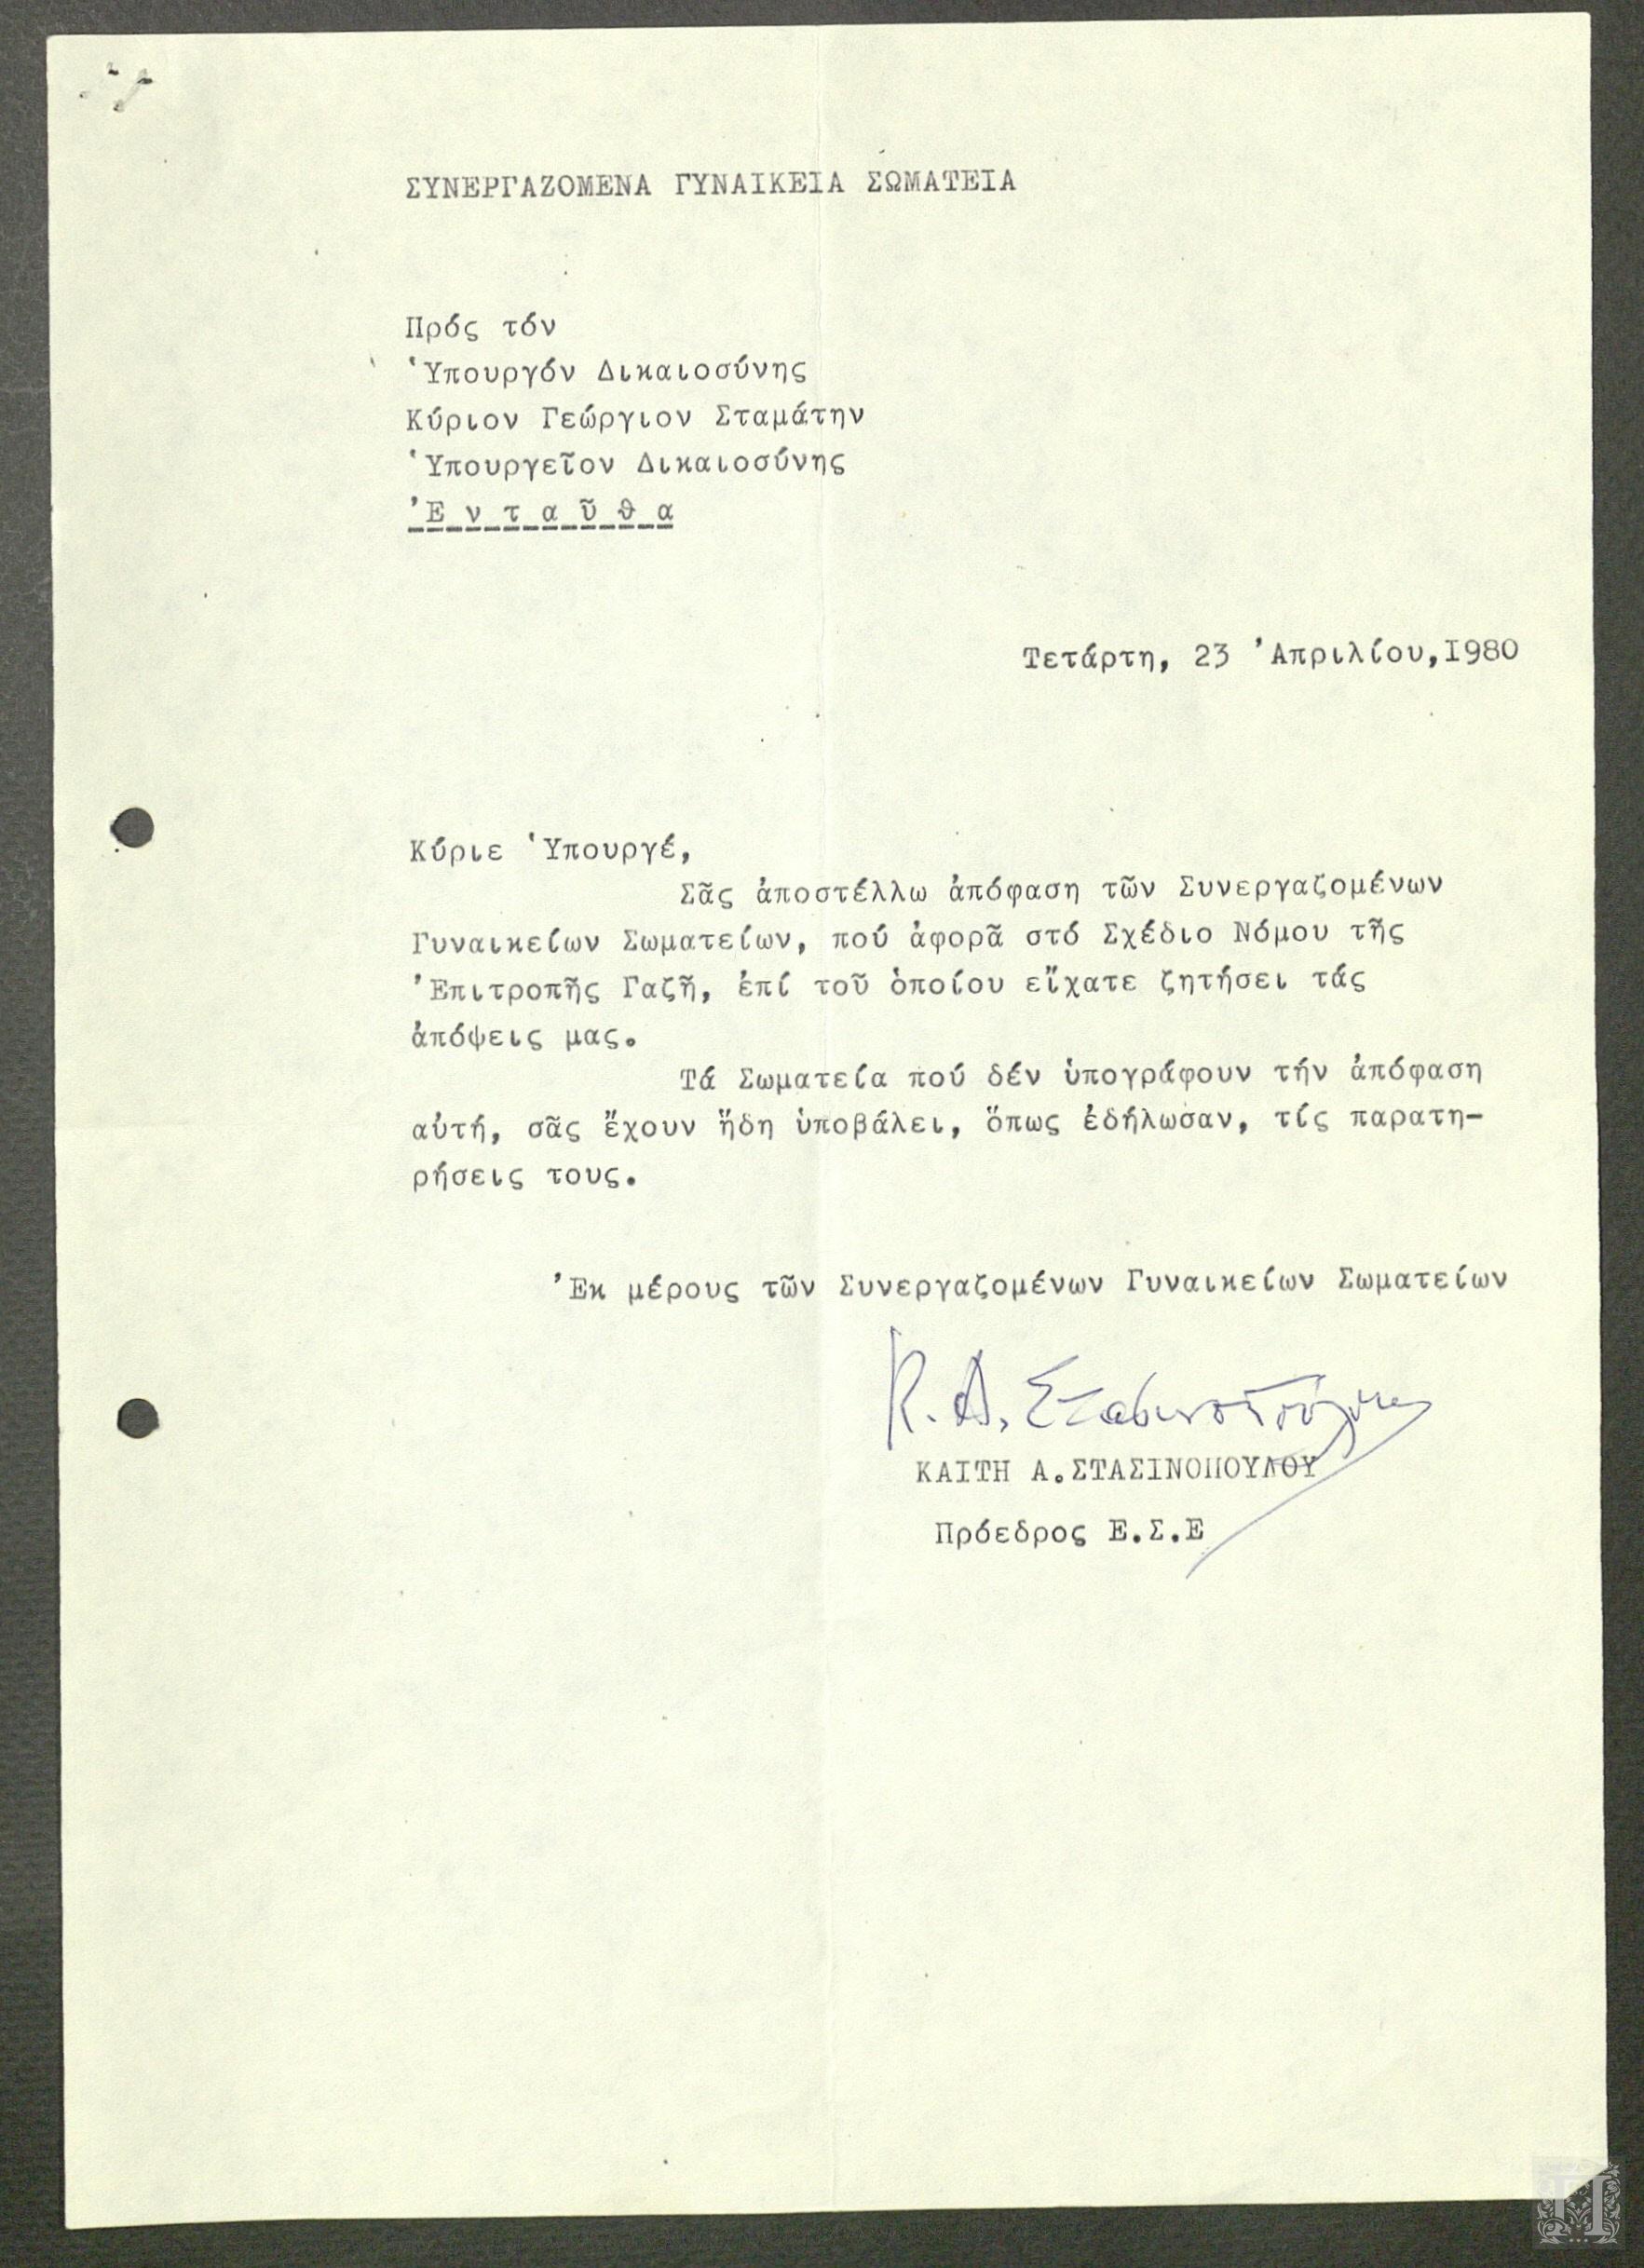 ΣΥΝΕΡΓΑΖΟΜΕΝΑ ΓΥΝΑΙΚΕΙΑ ΣΩΜΑΤΕΙΑ
Πρός τόν
Ὑπουργόν Δικαιοσύνης
Κύριον Γεώργιον Σταμάτην
Ὑπουργεῖον Δικαιοσύνης
Ἐ ν τ α ῦ θ α
Τετάρτη, 23 Ἀπριλίου, 1980
Κύριε Ὑπουργέ,
Σᾶς ἀποστέλλω ἀπόφαση τῶν Συνεργαζομένων
Γυναικείων Σωματείων, πού ἀφορᾶ στό Σχέδιο Νόμου τῆς
Ἐπιτροπῆς Γαζῆ, ἐπί τοῦ ὁποίου εἴχατε ζητήσει τάς
ἀπόψεις μας.
Τά Σωματεία πού δέν ὑπογράφουν τήν ἀπόφαση
αὐτή, σᾶς ἔχουν ἤδη ὑποβάλει, ὅπως ἐδήλωσαν, τίς παρατη-
ρήσεις τους.
Ἐκ μέρους τῶν Συνεργαζομένων Γυναικείων Σωματείων
Κ. Α. Στασινοπούλου
ΚΑΙΤΗ Α. ΣΤΑΣΙΝΟΠΟΥΛΟΥ
Πρόεδρος Ε.Σ.Ε